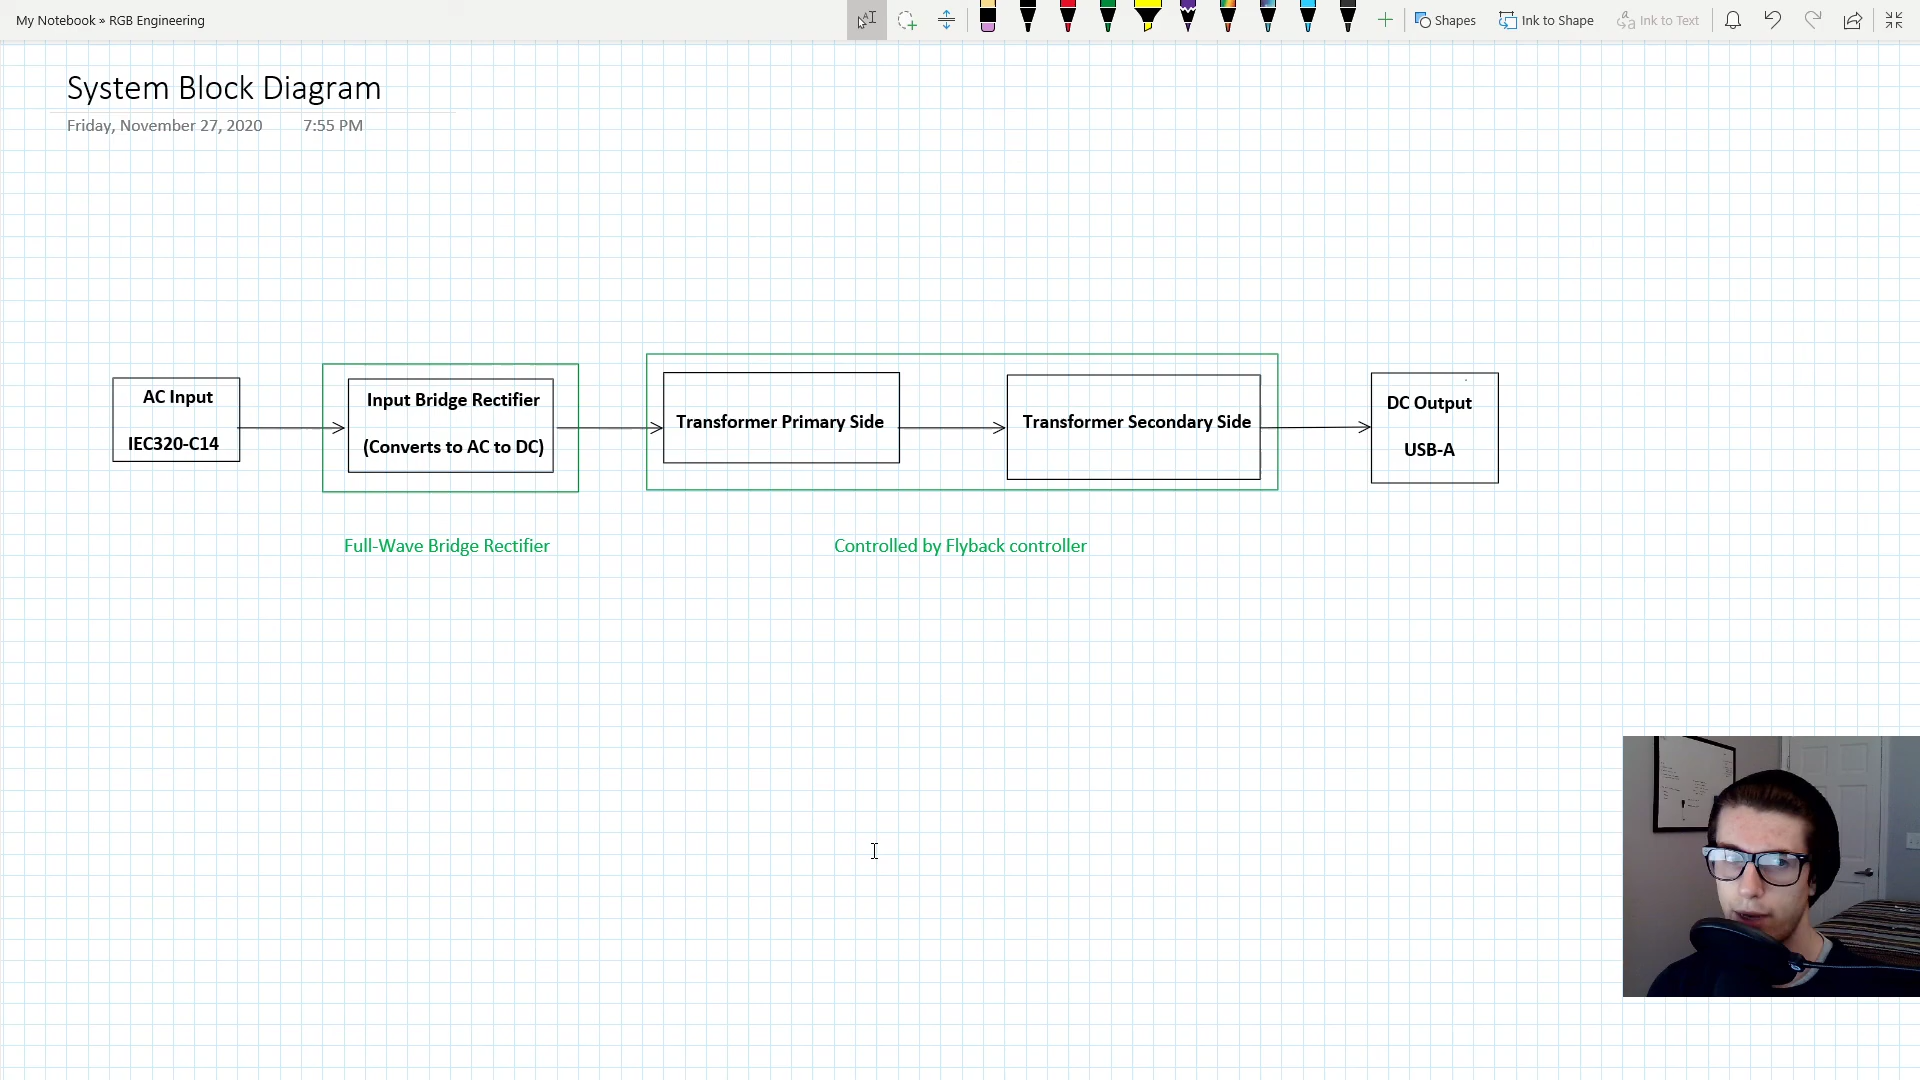 My Notebook » RGB Engineering
Shapes
Ink to Shape
Ink to Text
System Block Diagram
Friday, November 27, 2020 7:55 PM
AC Input
IEC320-C14
Input Bridge Rectifier
(Converts to AC to DC)
Transformer Primary Side
Transformer Secondary Side
DC Output
USB-A
Full-Wave Bridge Rectifier
Controlled by Flyback controller